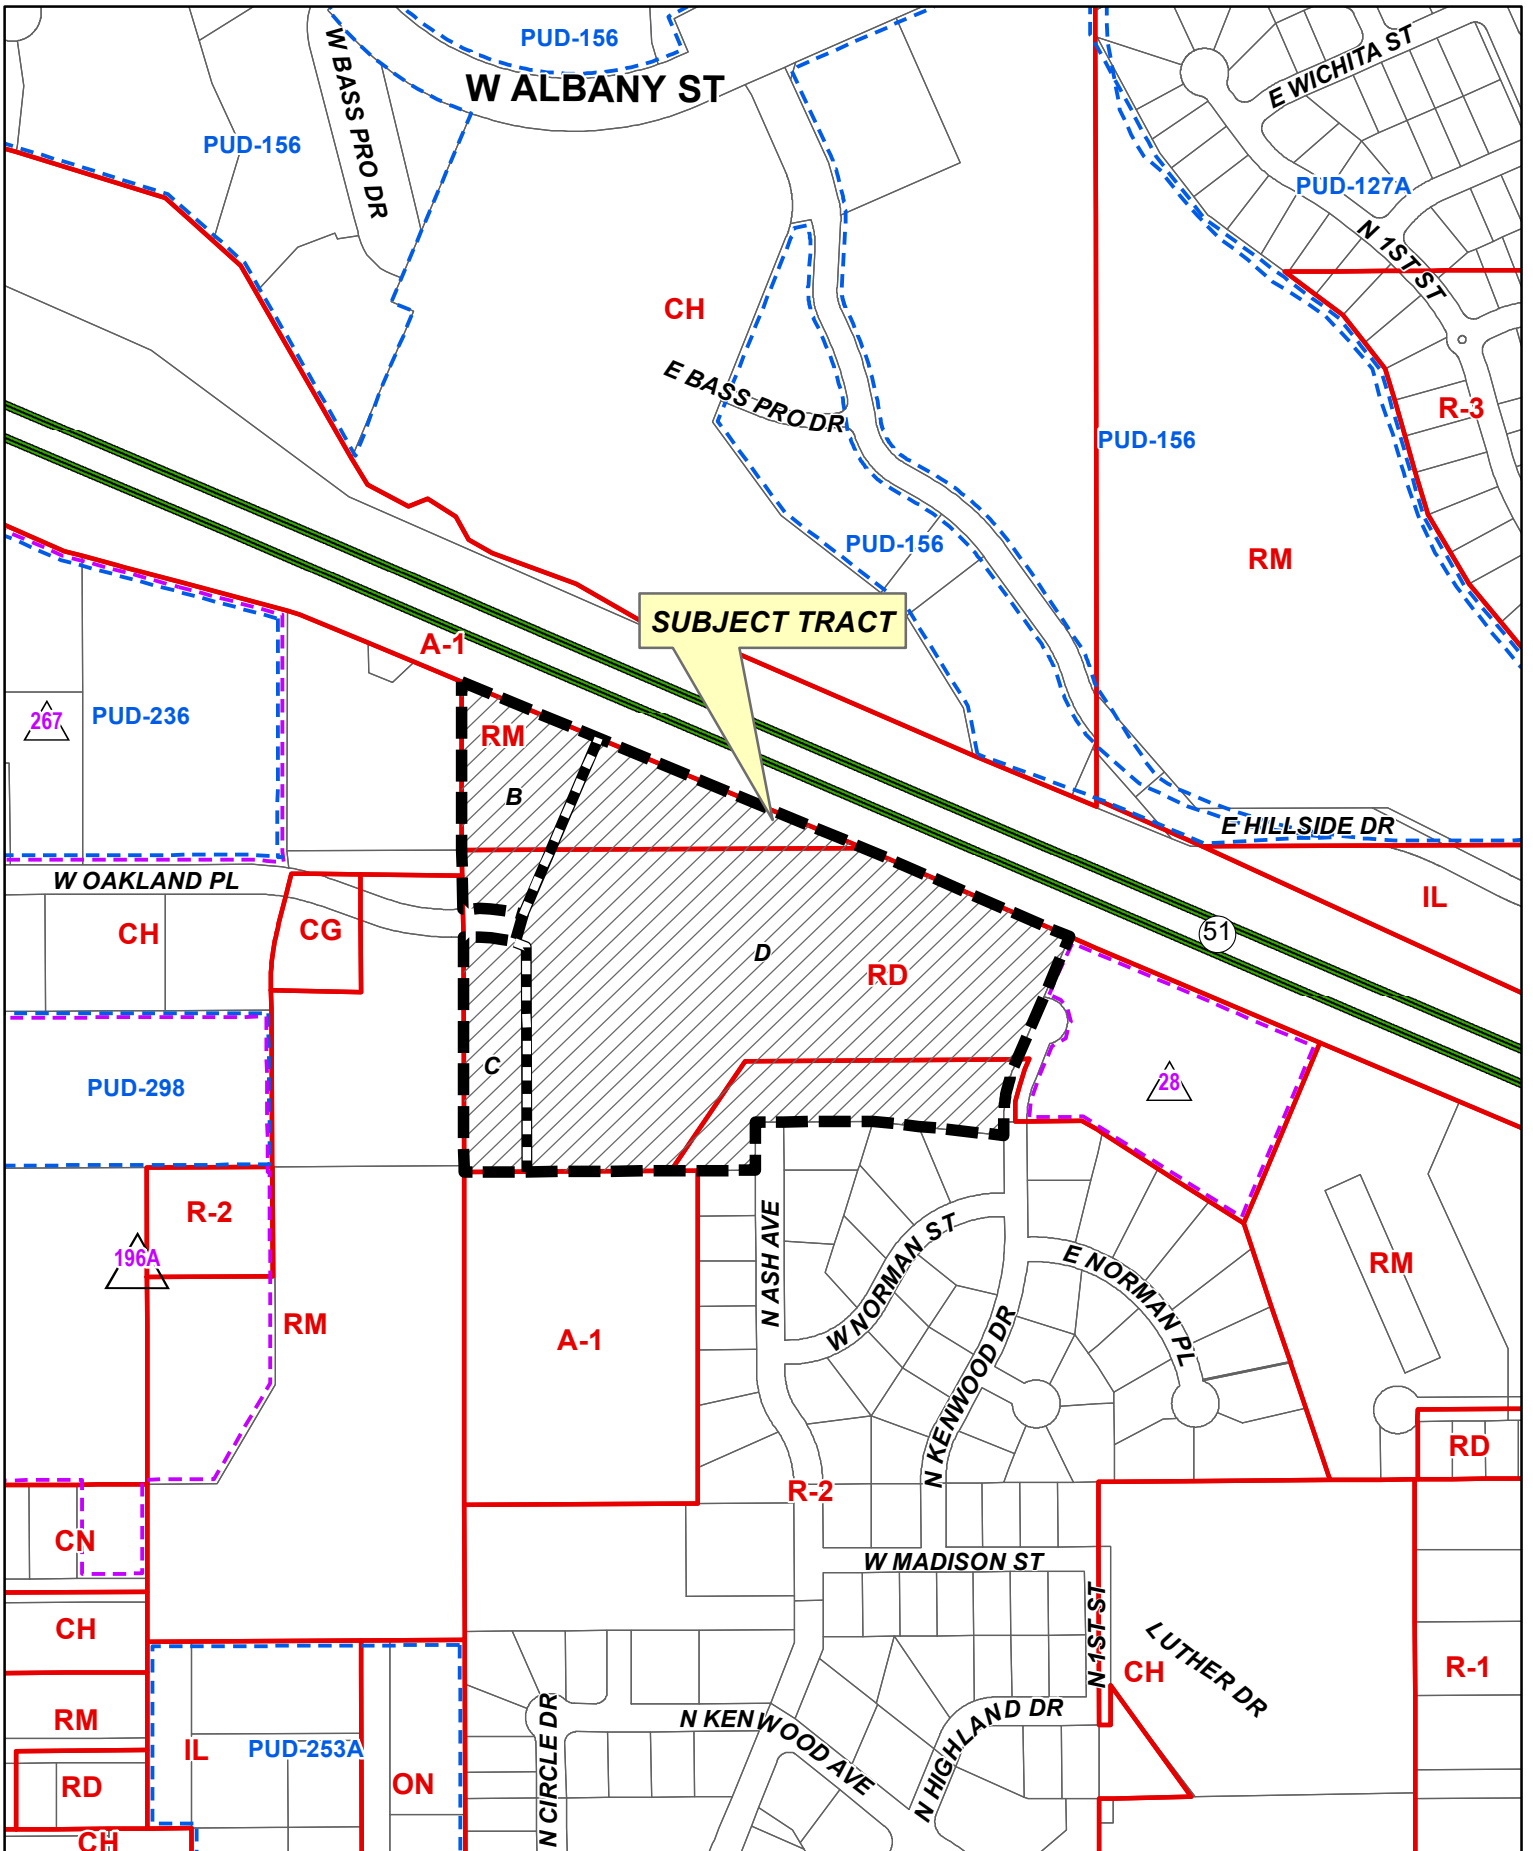 PUD-156
W ALBANY ST
W BASS PRO DR
PUD-156
E WICHITA ST
PUD-127A
N 1ST ST
CH
E BASS PRO DR
R-3
PUD-156
PUD-156
RM
SUBJECT TRACT
A-1
267
PUD-236
RM
B
E HILLSIDE DR
W OAKLAND PL
IL
CH
CG
51
D
RD
C
28
PUD-298
R-2
196A
RM
A-1
N ASH AVE
W NORMAN ST
E NORMAN PL
RM
N KENWOOD DR
RD
R-2
CN
W MADISON ST
CH
N 1ST ST
LUTHER DR
CH
R-1
RM
N KENWOOD AVE
N HIGHLAND DR
N CIRCLE DR
IL
PUD-253A
ON
RD
CH